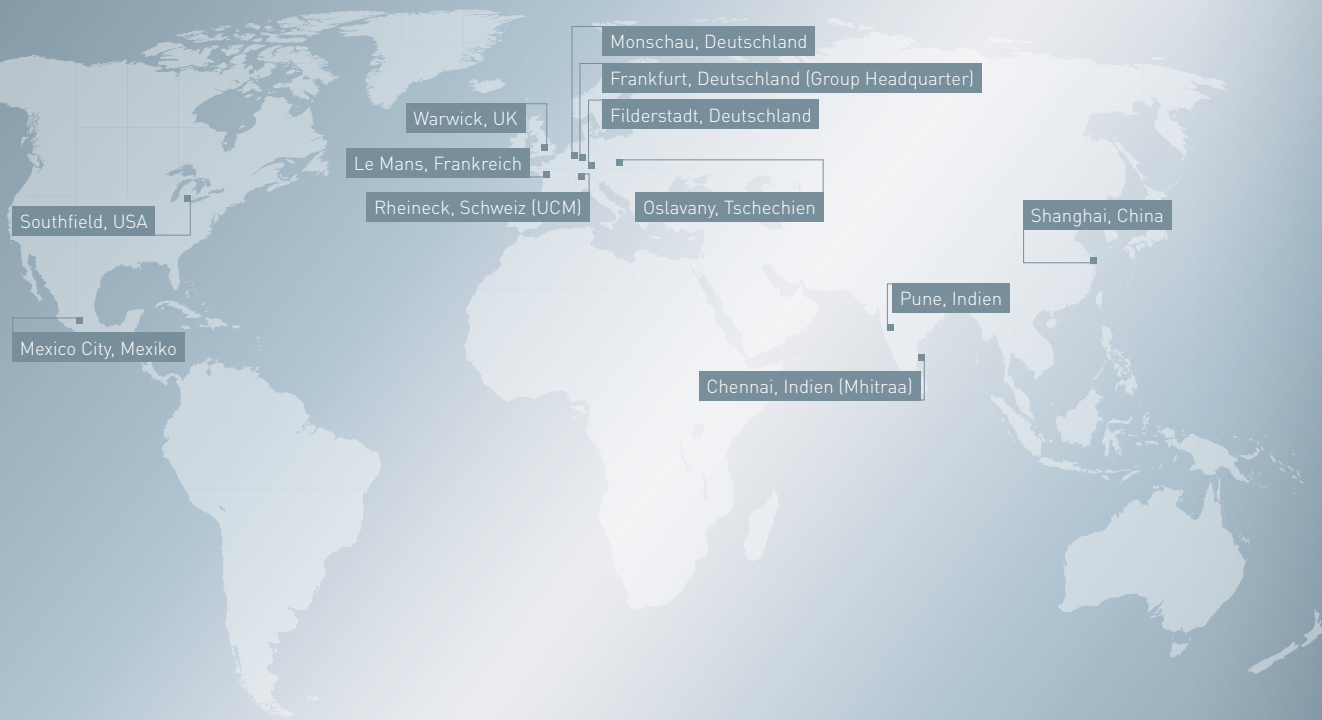 Monschau, Deutschland
Frankfurt, Deutschland (Group Headquarter)
Filderstadt, Deutschland
Warwick, UK
Le Mans, Frankreich
Rheineck, Schweiz (UCM)
Oslavany, Tschechien
Southfield, USA
Shanghai, China
Pune, Indien
Mexico City, Mexiko
Chennai, Indien (Mhitraa)